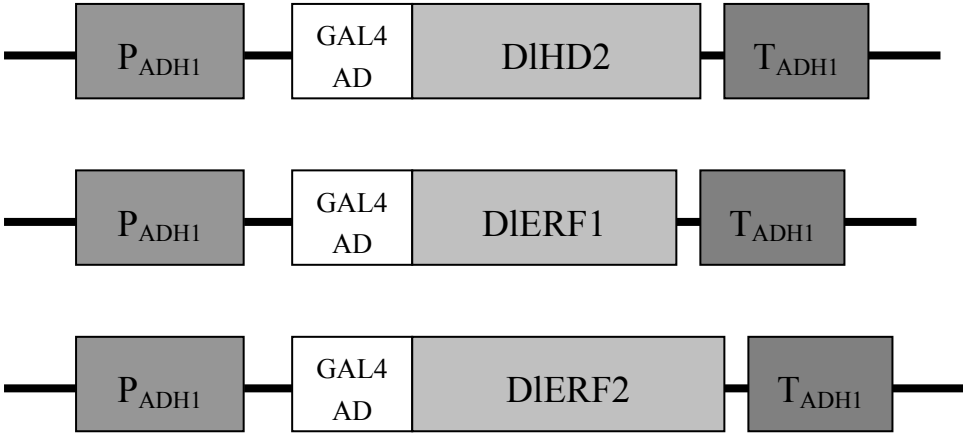 P_ADH1 GAL4 AD DlHD2 T_ADH1
P_ADH1 GAL4 AD DlERF1 T_ADH1
P_ADH1 GAL4 AD DlERF2 T_ADH1